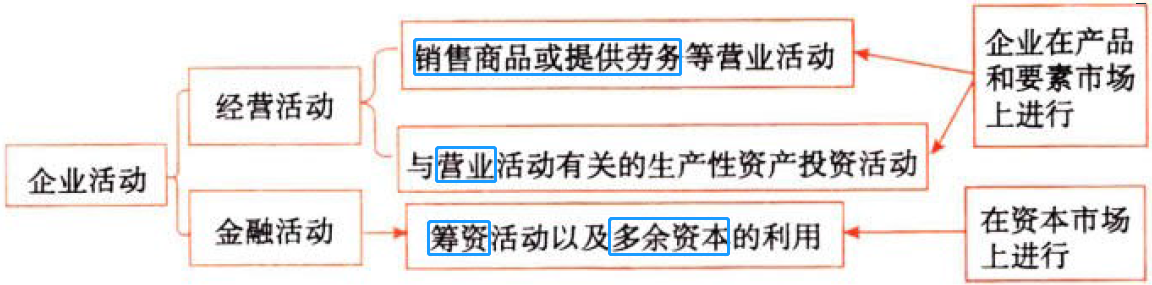 销售商品或提供劳务等营业活动
企业在产品
和要素市场
上进行
经营活动
与营业活动有关的生产性资产投资活动
企业活动
金融活动
筹资活动以及多余资本的利用
在资本市场
上进行